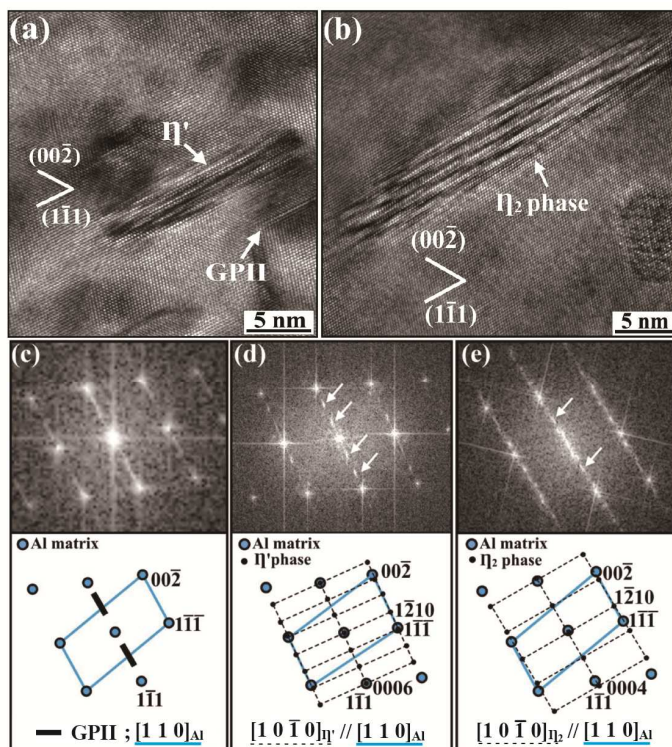 (a)
η'
(002̄)
(11̄1)
GPII
5 nm
(b)
η₂ phase
(002̄)
(11̄1)
5 nm
(c)
(d)
(e)
Al matrix
002̄
11̄1̄
11̄1
GPII ; [1 1 0]Al
Al matrix
η'phase
002̄
12̄10
11̄1̄
0006
11̄1
[1 0 1̄ 0]η' // [1 1 0]Al
Al matrix
η₂ phase
002̄
12̄10
11̄1̄
0004
11̄1
[1 0 1̄ 0]η₂ // [1 1 0]Al